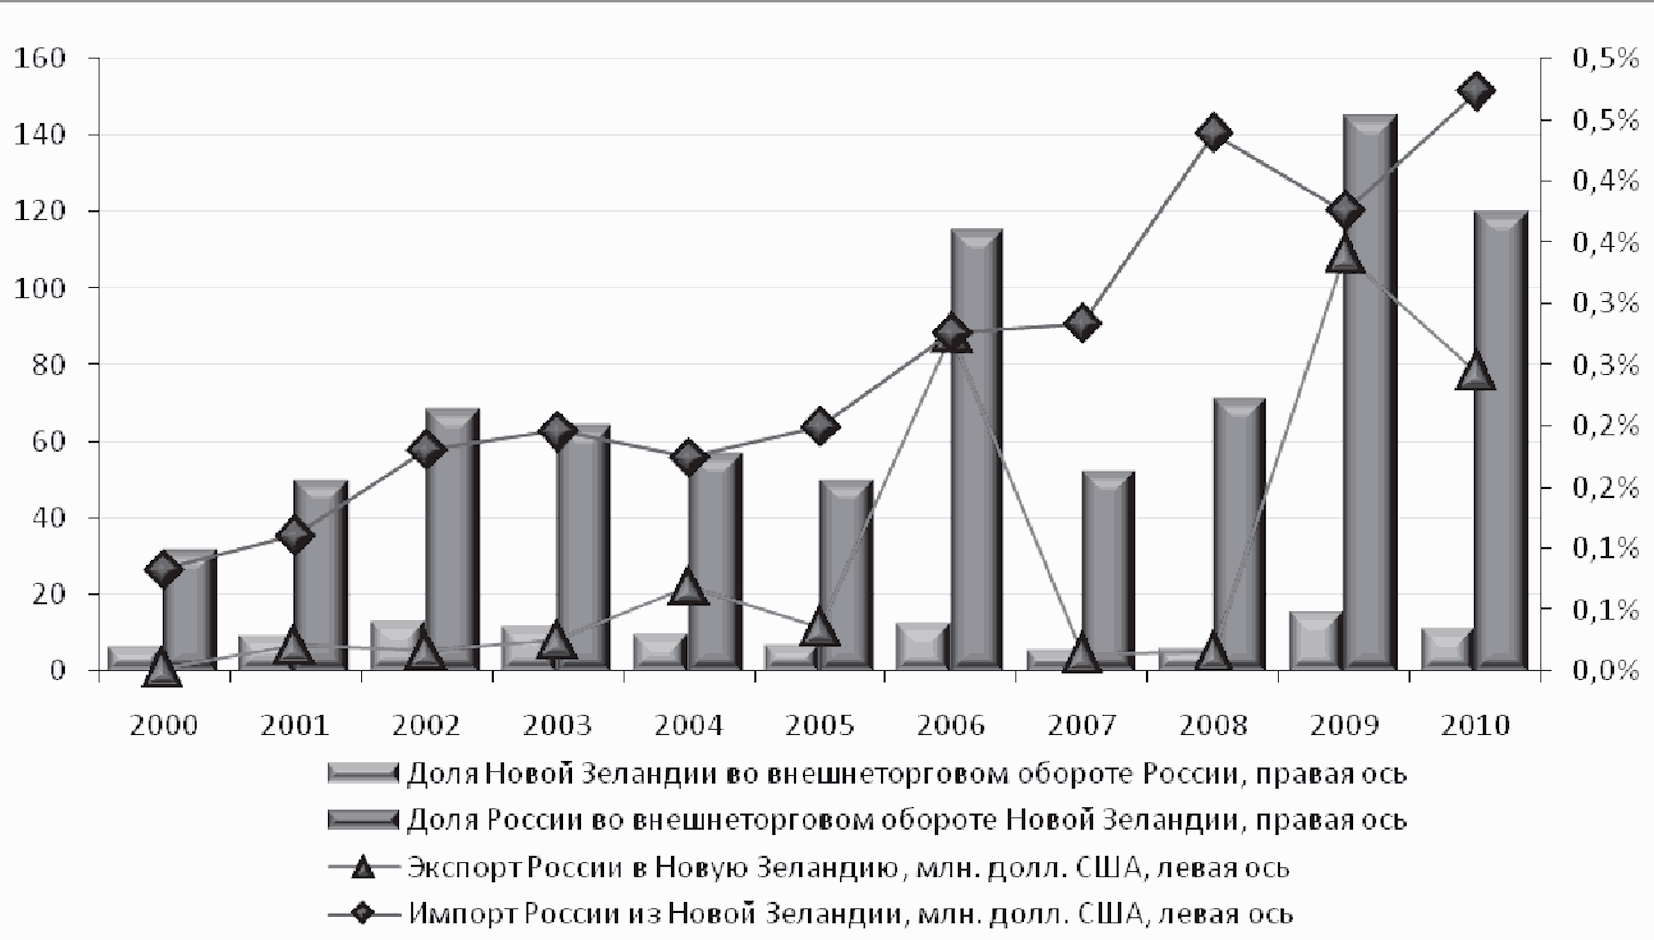 160 0,5%
140 0,5%
0,4%
120 0,4%
100 0,3%
80 0,3%
60 0,2%
0,2%
40 0,1%
20 0,1%
0 0,0%
2000 2001 2002 2003 2004 2005 2006 2007 2008 2009 2010
Доля Новой Зеландии во внешнеторговом обороте России, правая ось
Доля России во внешнеторговом обороте Новой Зеландии, правая ось
Экспорт России в Новую Зеландию, млн. долл. США, левая ось
Импорт России из Новой Зеландии, млн. долл. США, левая ось